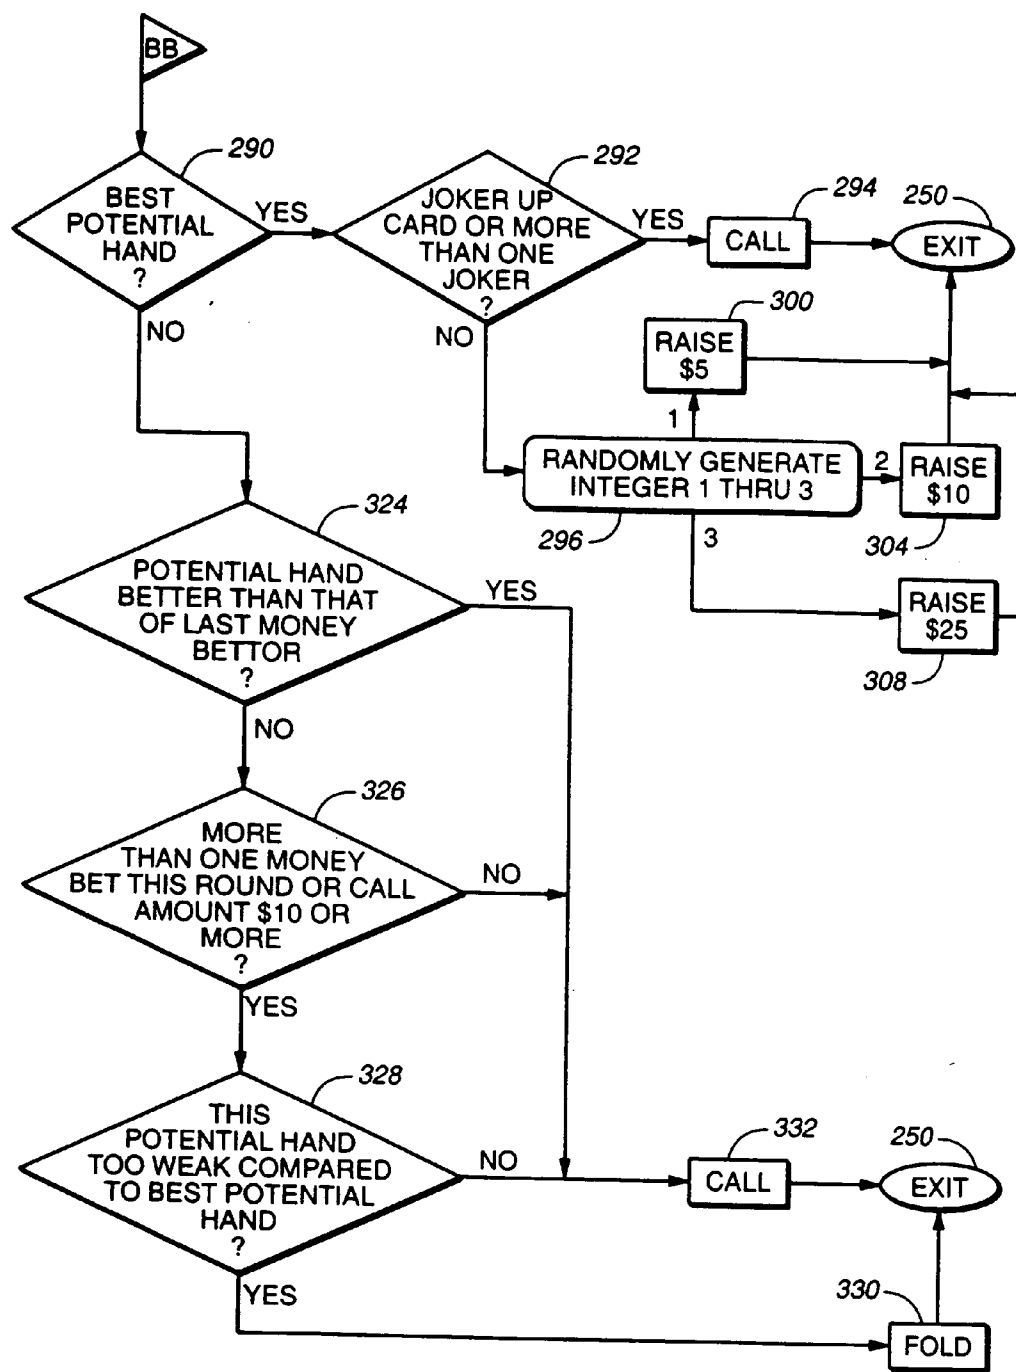 BB
290
BEST
POTENTIAL
HAND
?
YES
NO
292
JOKER UP
CARD OR MORE
THAN ONE
JOKER
?
YES
NO
294
CALL
250
EXIT
300
RAISE
$5
1
RANDOMLY GENERATE
INTEGER 1 THRU 3
296
2
RAISE
$10
304
3
RAISE
$25
308
324
POTENTIAL HAND
BETTER THAN THAT
OF LAST MONEY
BETTOR
?
YES
NO
326
MORE
THAN ONE MONEY
BET THIS ROUND OR CALL
AMOUNT $10 OR
MORE
?
NO
YES
328
THIS
POTENTIAL HAND
TOO WEAK COMPARED
TO BEST POTENTIAL
HAND
?
NO
YES
332
CALL
250
EXIT
330
FOLD